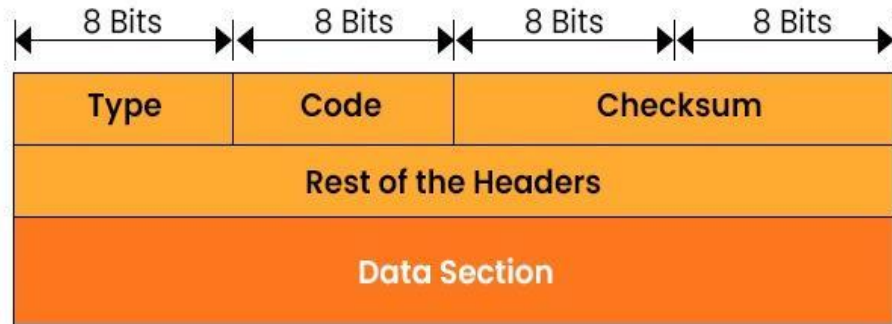 8 Bits 8 Bits 8 Bits 8 Bits
Type Code Checksum
Rest of the Headers
Data Section